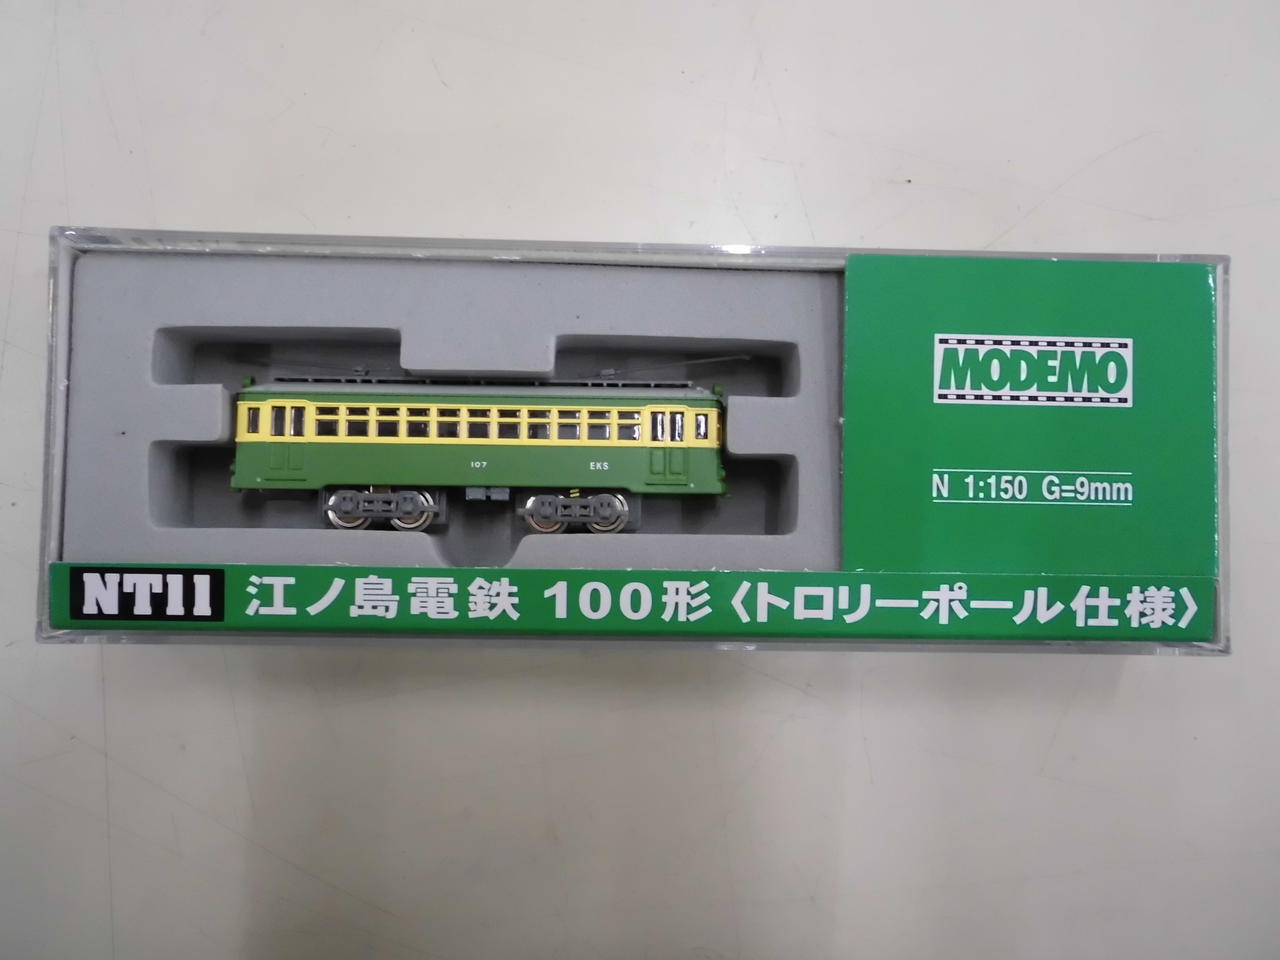 MODEMO
N 1:150 G=9mm
107 EKS
NT11 江ノ島電鉄 100形〈トロリーポール仕様〉